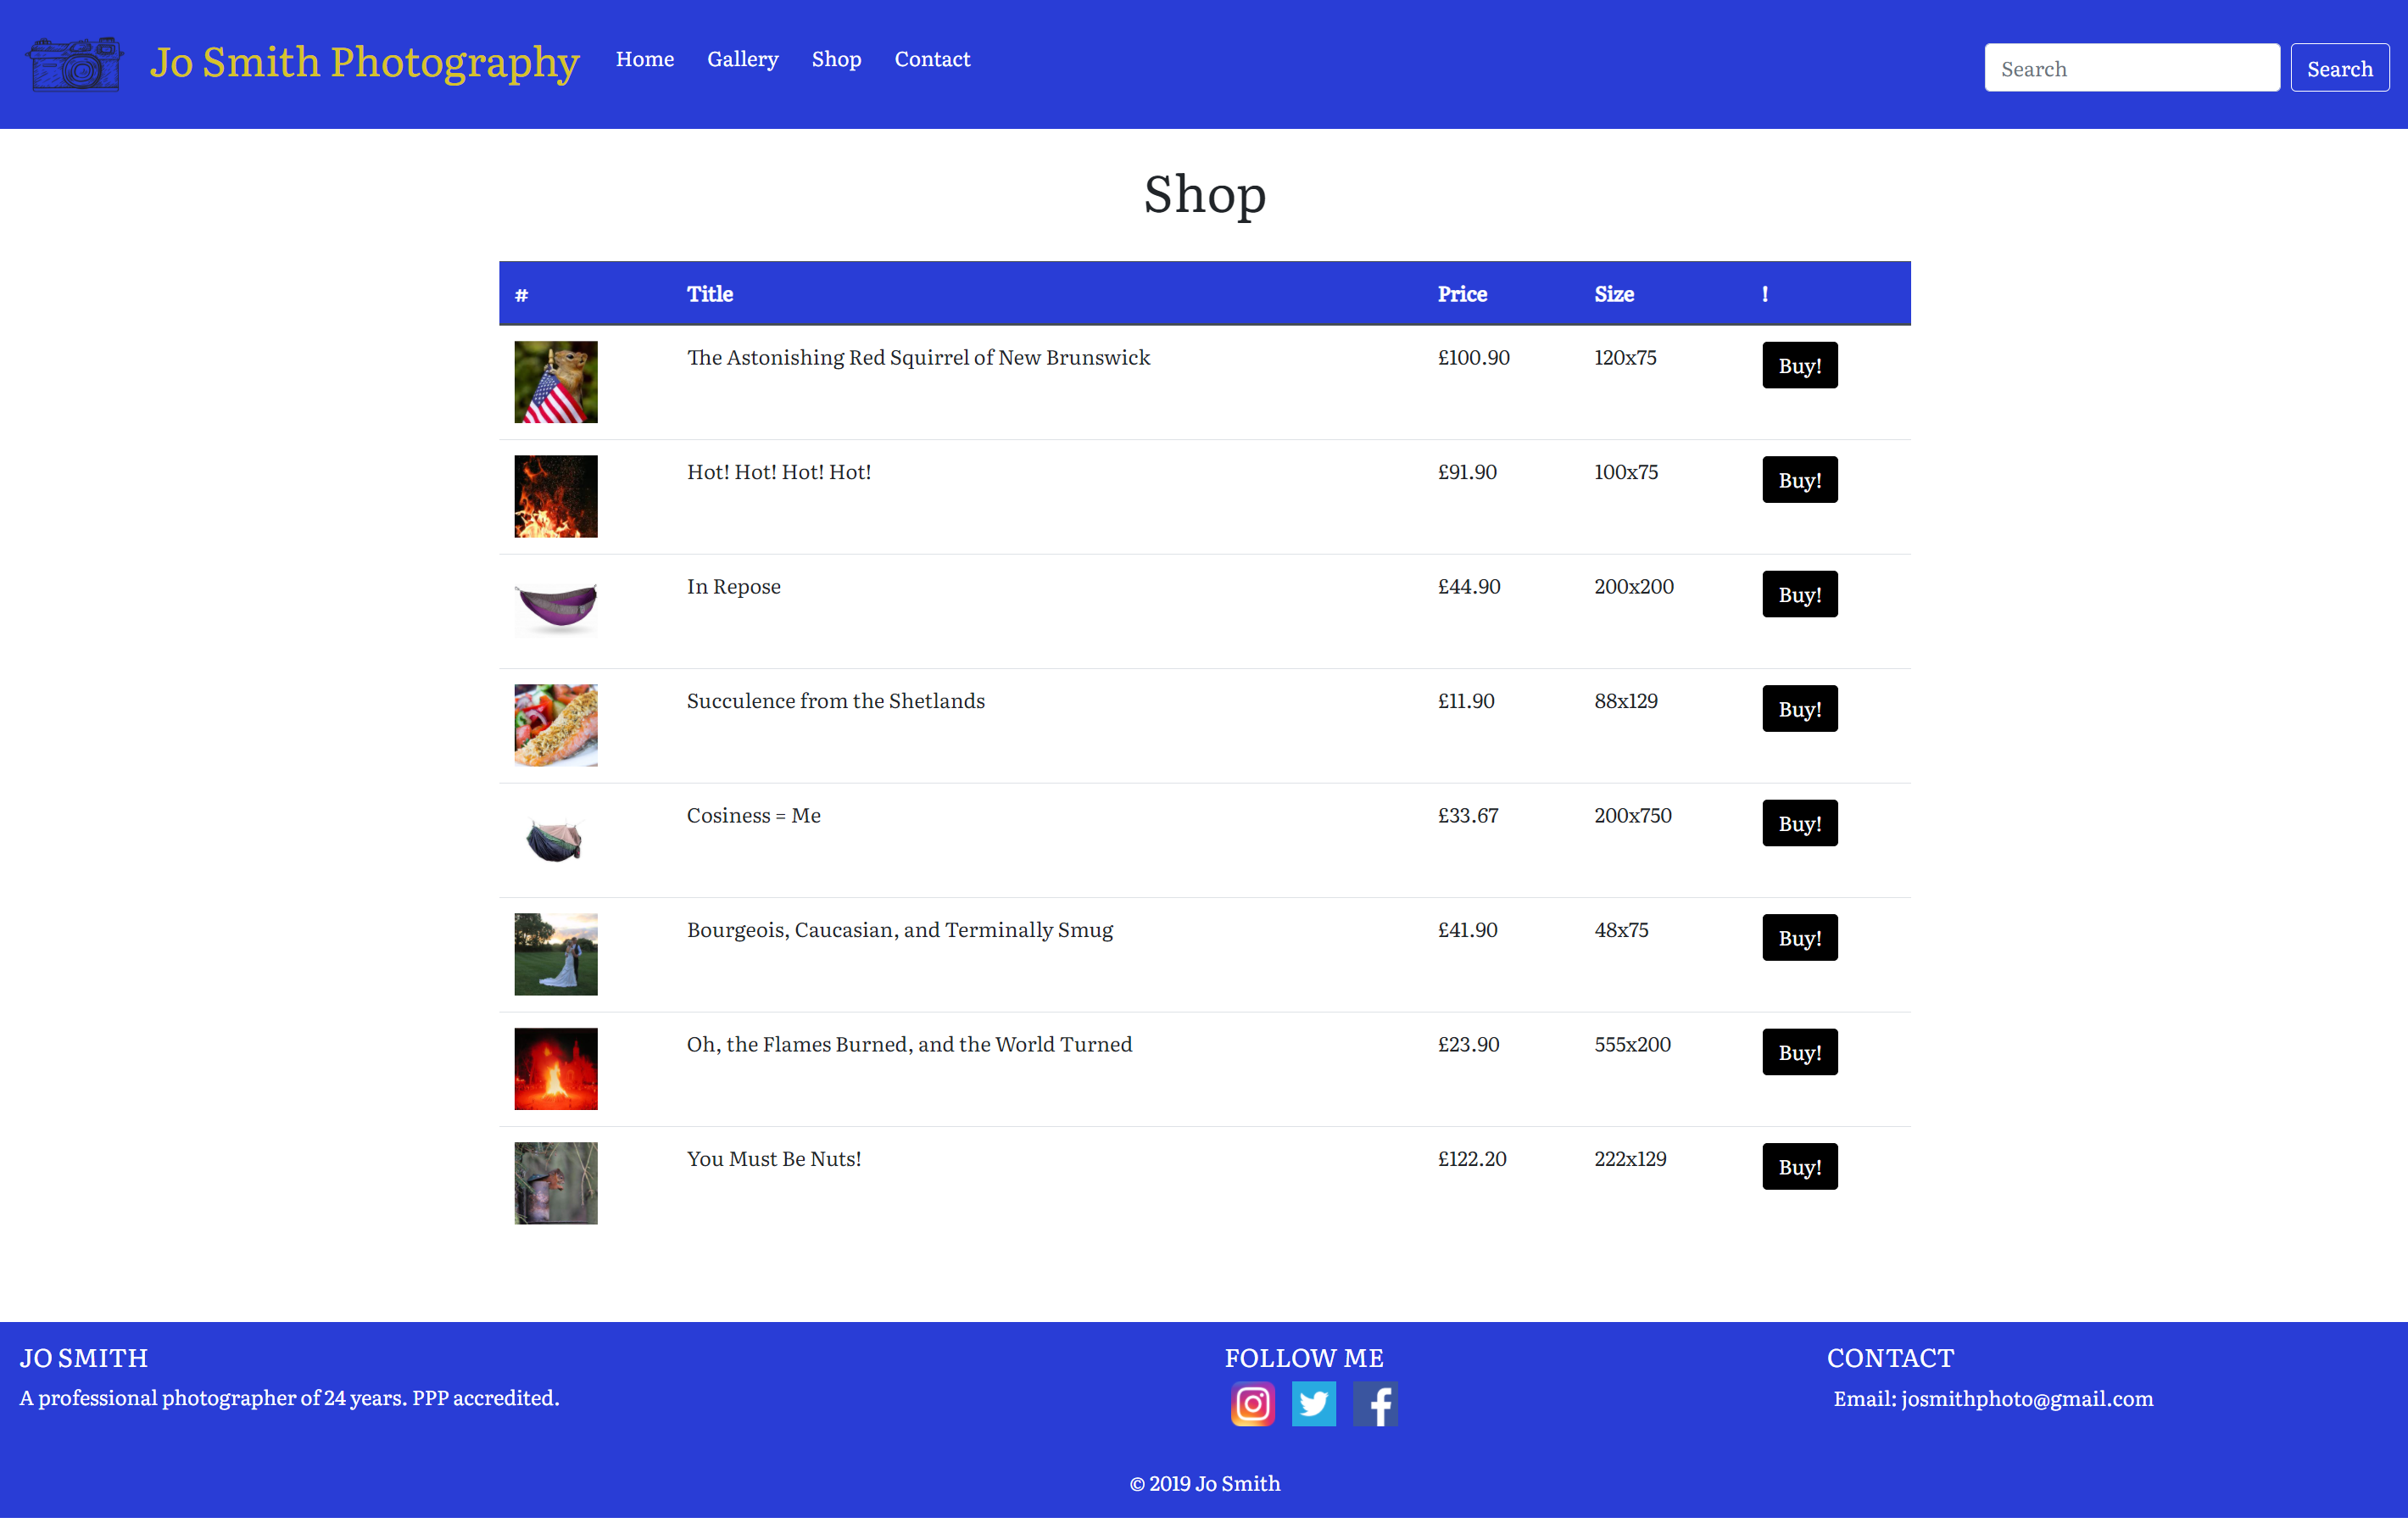 Jo Smith Photography Home Gallery Shop Contact Search Search
Shop
# Title Price Size !
The Astonishing Red Squirrel of New Brunswick £100.90 120x75 Buy!
Hot! Hot! Hot! Hot! £91.90 100x75 Buy!
In Repose £44.90 200x200 Buy!
Succulence from the Shetlands £11.90 88x129 Buy!
Cosiness = Me £33.67 200x750 Buy!
Bourgeois, Caucasian, and Terminally Smug £41.90 48x75 Buy!
Oh, the Flames Burned, and the World Turned £23.90 555x200 Buy!
You Must Be Nuts! £122.20 222x129 Buy!
JO SMITH
A professional photographer of 24 years. PPP accredited.
FOLLOW ME
CONTACT
Email: josmithphoto@gmail.com
© 2019 Jo Smith